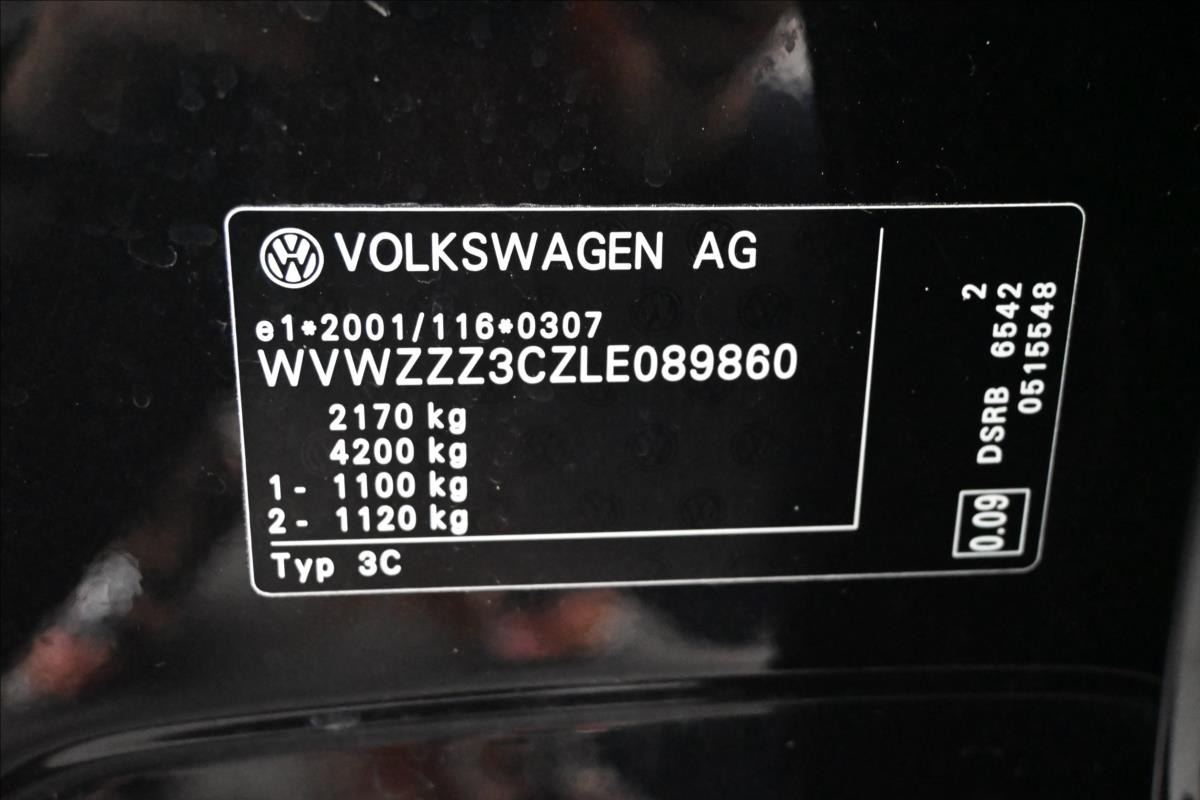 VOLKSWAGEN AG
e1*2001/116*0307
WVWZZZ3CZLE089860
2170 kg
4200 kg
1- 1100 kg
2- 1120 kg
Typ 3C
2
0.09 DSRB 6542
0515548